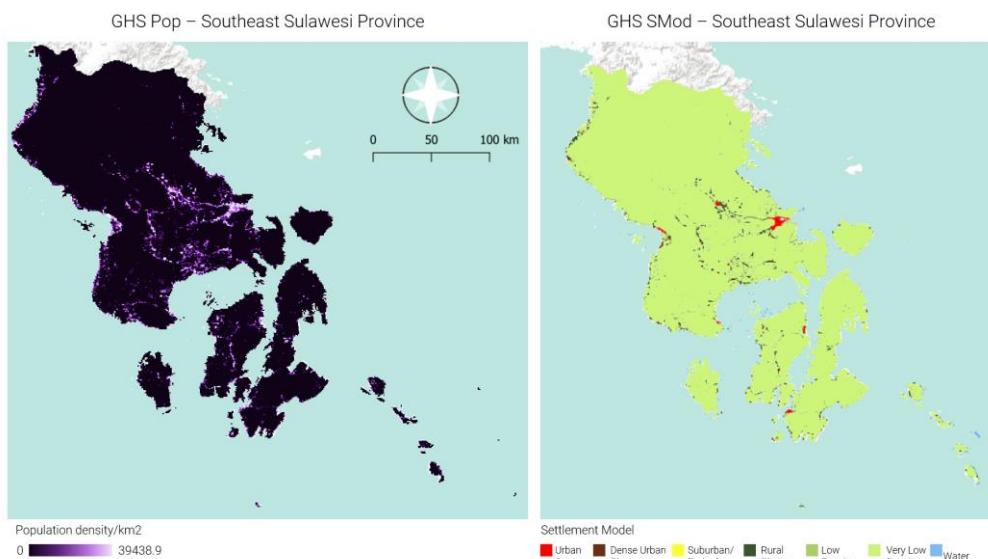 GHS Pop – Southeast Sulawesi Province
GHS SMod – Southeast Sulawesi Province
0 50 100 km
Population density/km2
0 39438.9
Settlement Model
Urban Dense Urban Suburban/ Rural Low Very Low Water